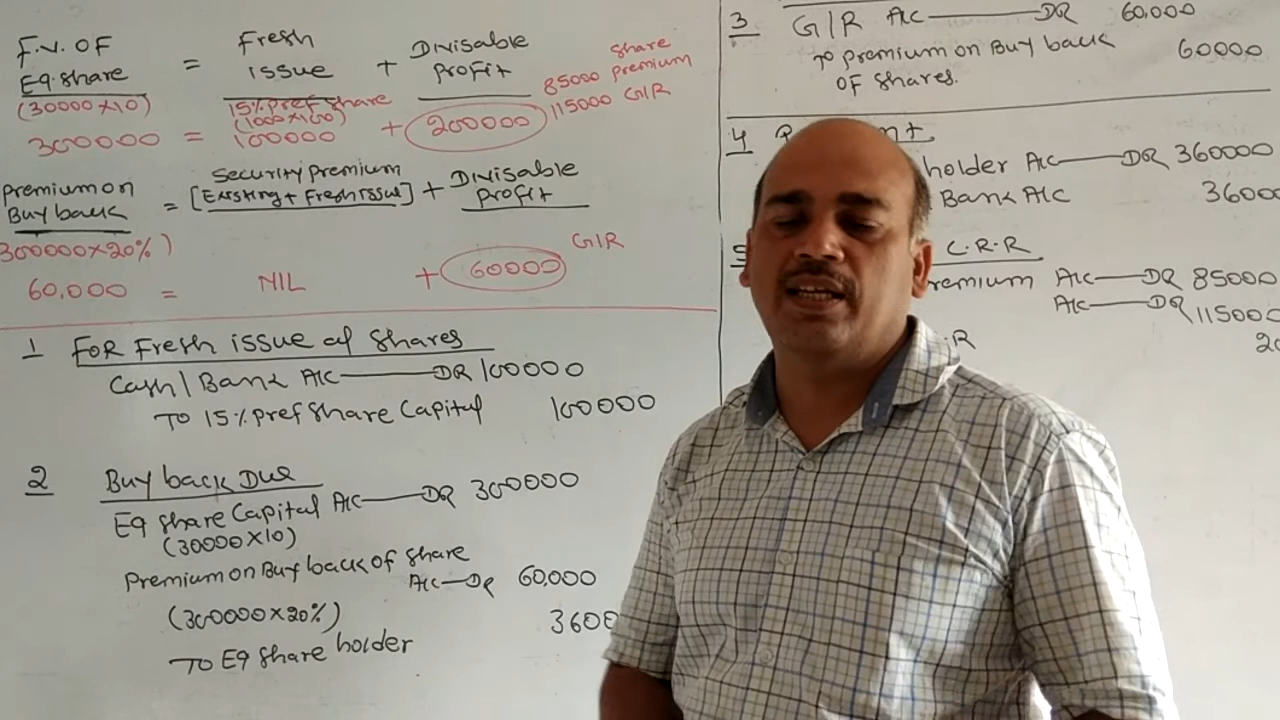 F.V. OF Eq. share = Fresh issue + Divisable profit
(30000 x 10) 15% Pref share (1000 x 100) 85000 share premium
300000 = 100000 + 200000 115000 G/R
Premium on Buy back = security premium [Existing + Fresh issue] + Divisable profit
300000 x 20%) G/R
60,000 = NIL + 60000
1 For Fresh issue of shares
Cash / Bank A/c — DR 100000
To 15% pref share Capital 100000
2 Buy back Due
Eq share Capital A/c — DR 300000
(30000 x 10)
Premium on Buy back of share
A/c — DR 60,000
(300000 x 20%)
3600
To Eq share holder
3 G/R A/c — DR 60,000
To premium on Buy back 60000
of shares.
4
holder A/c — DR 360000
Bank A/c 3600
5 C.R.R
remium A/c — DR 85000
A/c — DR 115000
.R 20